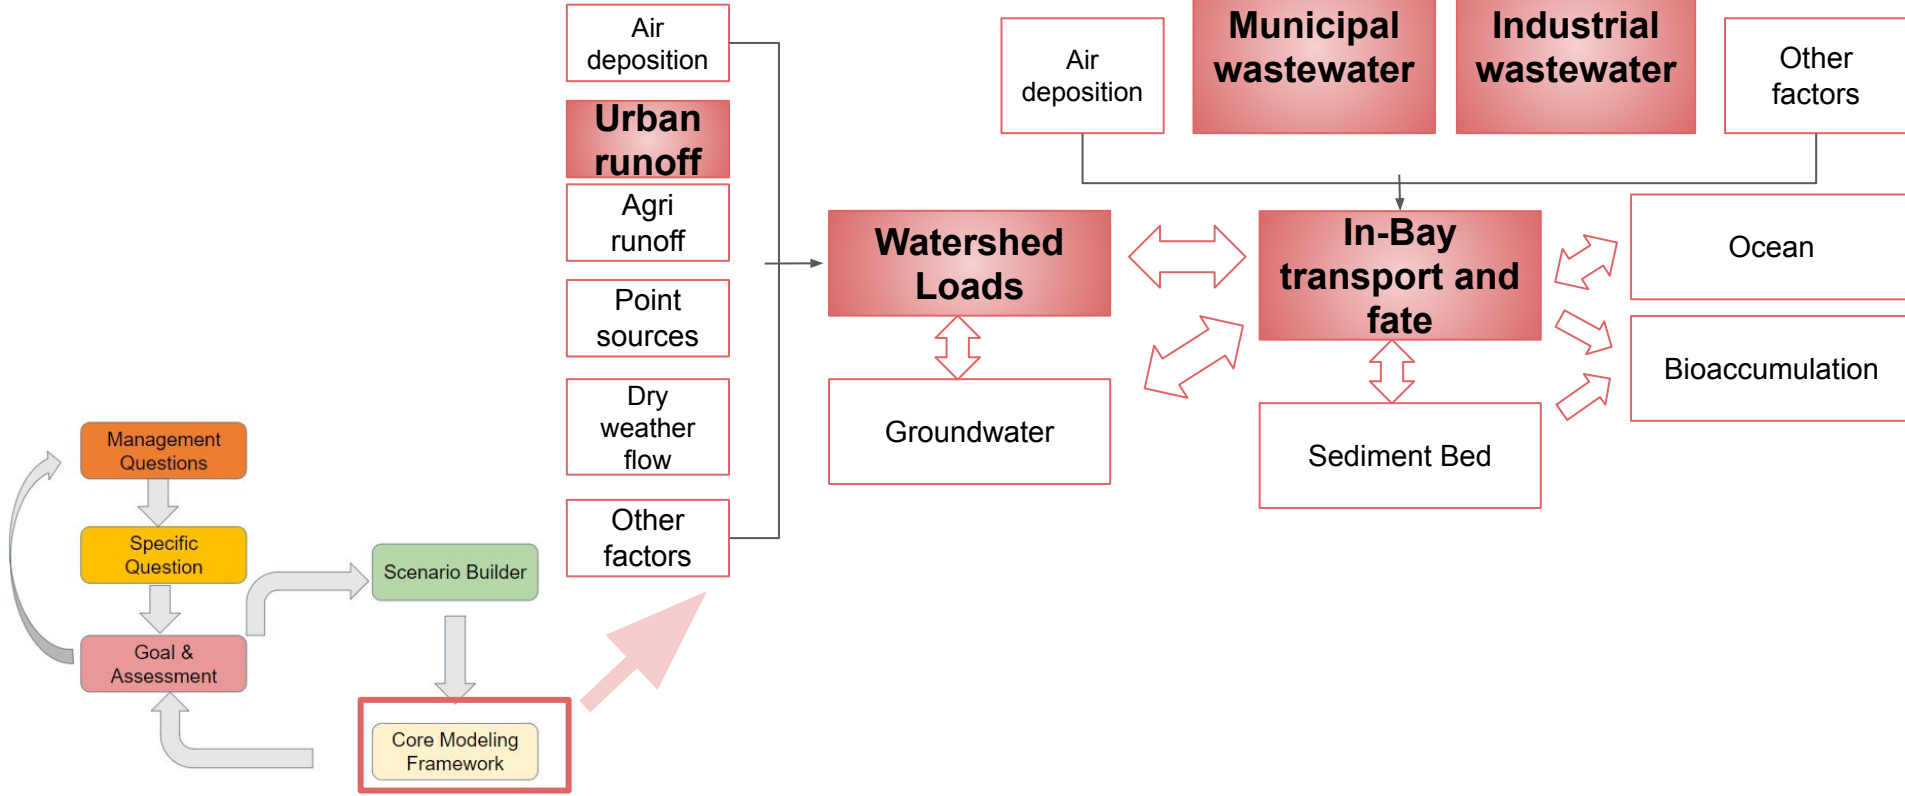 Air
deposition
Urban
runoff
Agri
runoff
Point
sources
Dry
weather
flow
Other
factors
Air
deposition
Municipal
wastewater
Industrial
wastewater
Other
factors
Watershed
Loads
In-Bay
transport and
fate
Ocean
Bioaccumulation
Groundwater
Sediment Bed
Management
Questions
Specific
Question
Goal &
Assessment
Scenario Builder
Core Modeling
Framework